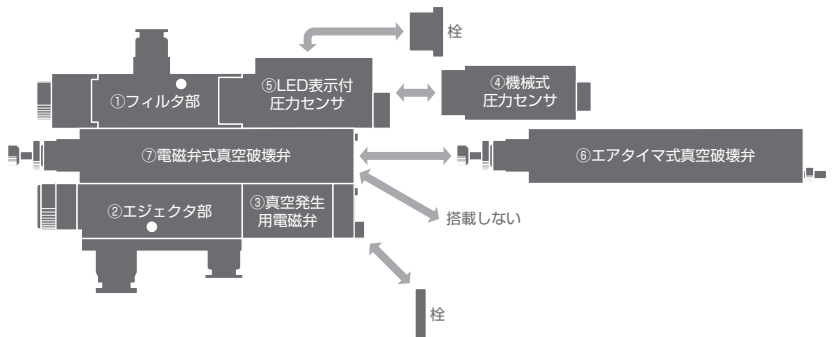 栓
⑤LED表示付
圧力センサ
④機械式
圧力センサ
①フィルタ部
⑦電磁弁式真空破壊弁
⑥エアタイマ式真空破壊弁
②エジェクタ部
③真空発生
用電磁弁
搭載しない
栓